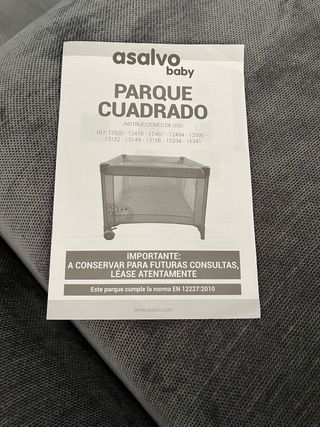 asalvo
baby
PARQUE
CUADRADO
INSTRUCCIONES DE USO
REF. 12920 - 12470 - 12487 - 12494 - 12500 -
13132 - 13149 - 13156 - 15334 - 15341
IMPORTANTE:
A CONSERVAR PARA FUTURAS CONSULTAS,
LÉASE ATENTAMENTE
Este parque cumple la norma EN 12227:2010
www.asalvo.com